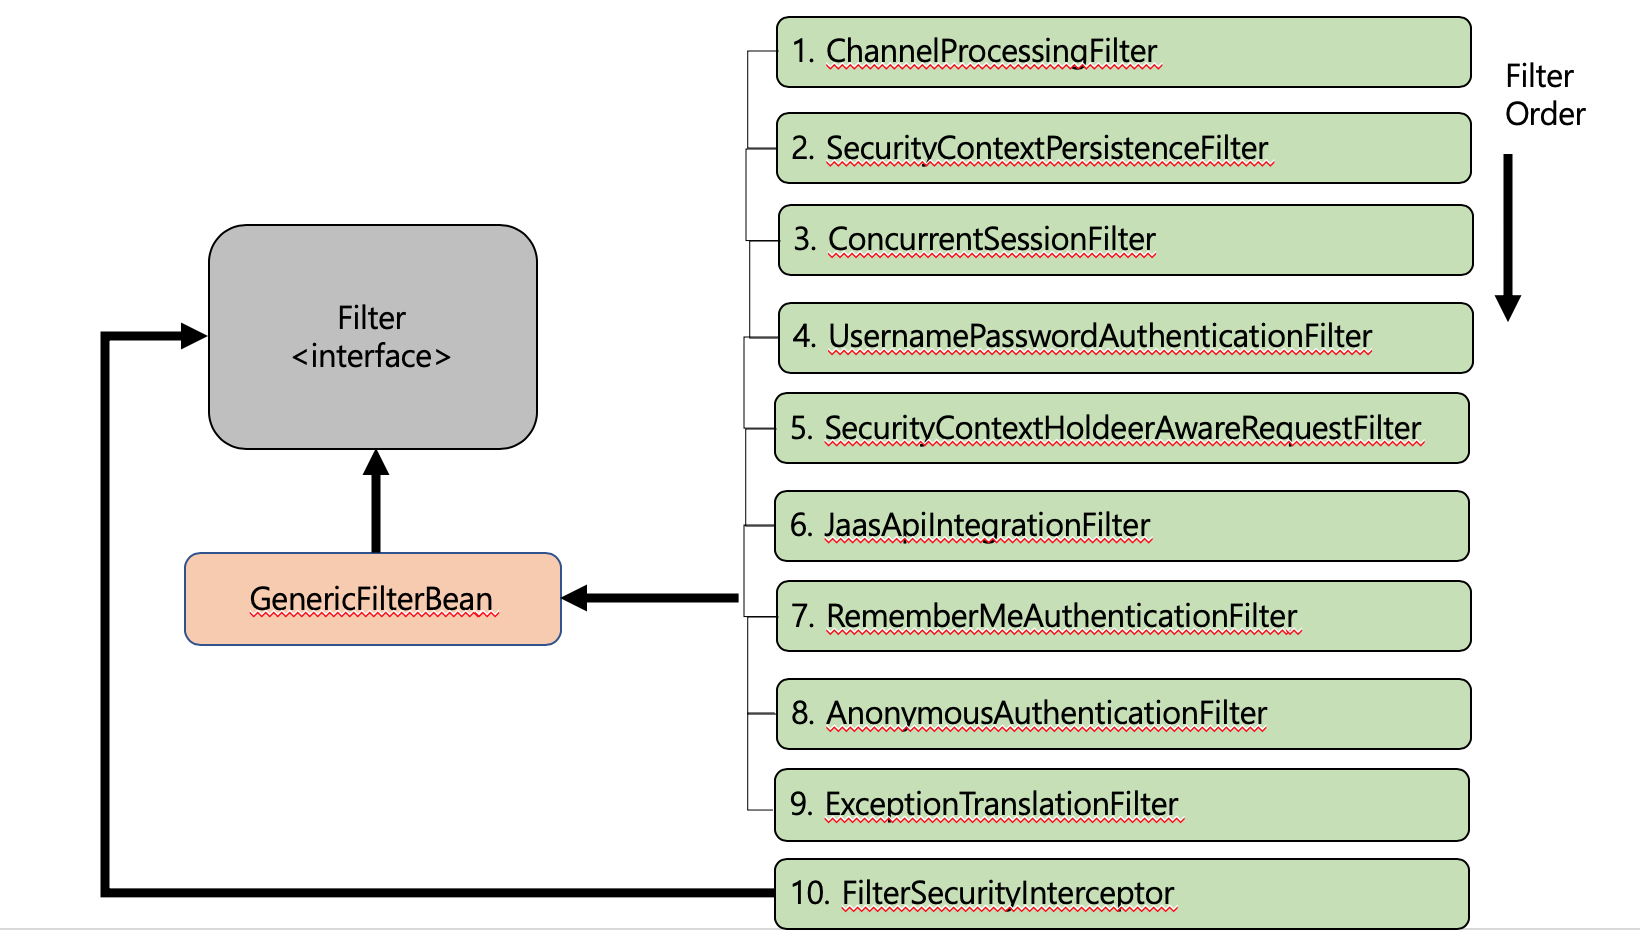 1. ChannelProcessingFilter
Filter
Order
2. SecurityContextPersistenceFilter
3. ConcurrentSessionFilter
Filter
<interface>
4. UsernamePasswordAuthenticationFilter
5. SecurityContextHoldeerAwareRequestFilter
6. JaasApiIntegrationFilter
GenericFilterBean
7. RememberMeAuthenticationFilter
8. AnonymousAuthenticationFilter
9. ExceptionTranslationFilter
10. FilterSecurityInterceptor